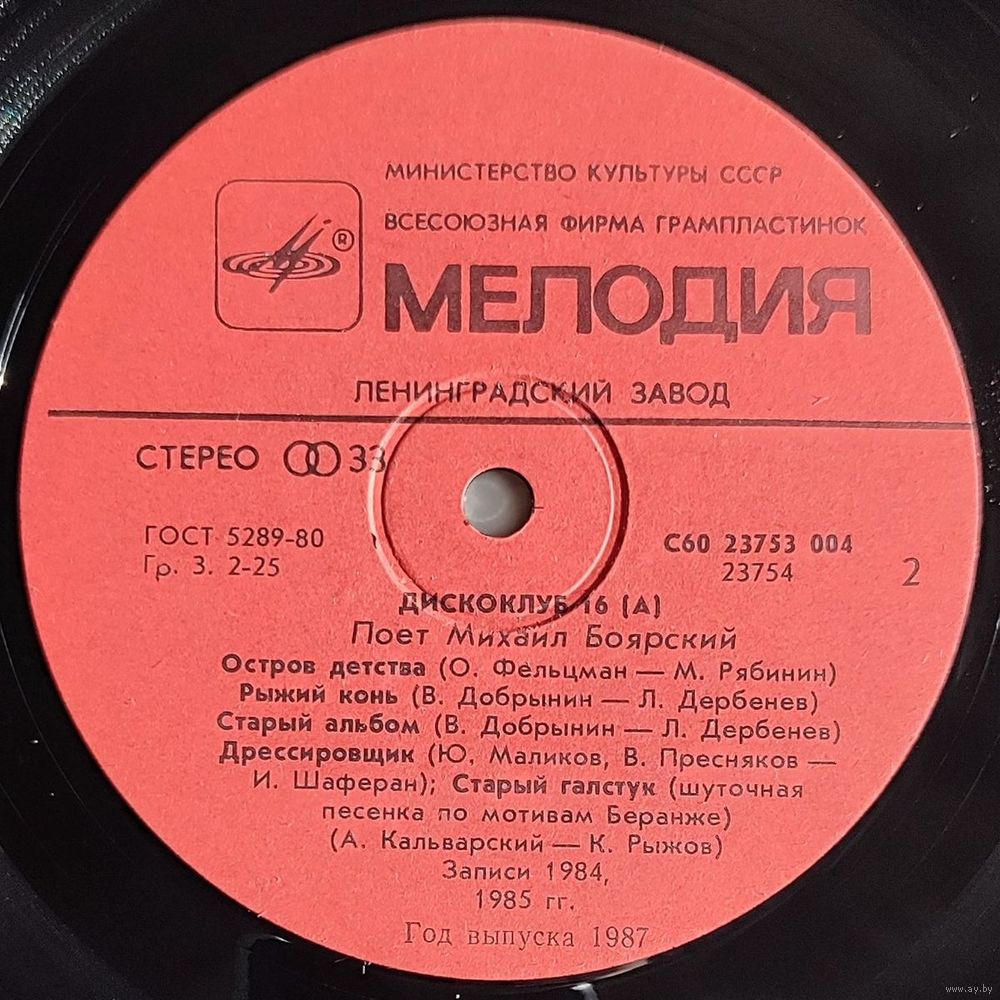 МИНИСТЕРСТВО КУЛЬТУРЫ СССР
ВСЕСОЮЗНАЯ ФИРМА ГРАМПЛАСТИНОК
®
МЕЛОДИЯ
ЛЕНИНГРАДСКИЙ ЗАВОД
СТЕРЕО 33
ГОСТ 5289-80
Гр. 3. 2-25
С60 23753 004
23754
2
ДИСКОКЛУБ 16 (А)
Поет Михаил Боярский
Остров детства (О. Фельцман — М. Рябинин)
Рыжий конь (В. Добрынин — Л. Дербенев)
Старый альбом (В. Добрынин — Л. Дербенев)
Дрессировщик (Ю. Маликов, В. Пресняков —
И. Шаферан); Старый галстук (шуточная
песенка по мотивам Беранже)
(А. Кальварский — К. Рыжов)
Записи 1984,
1985 гг.
Год выпуска 1987
www.ay.by